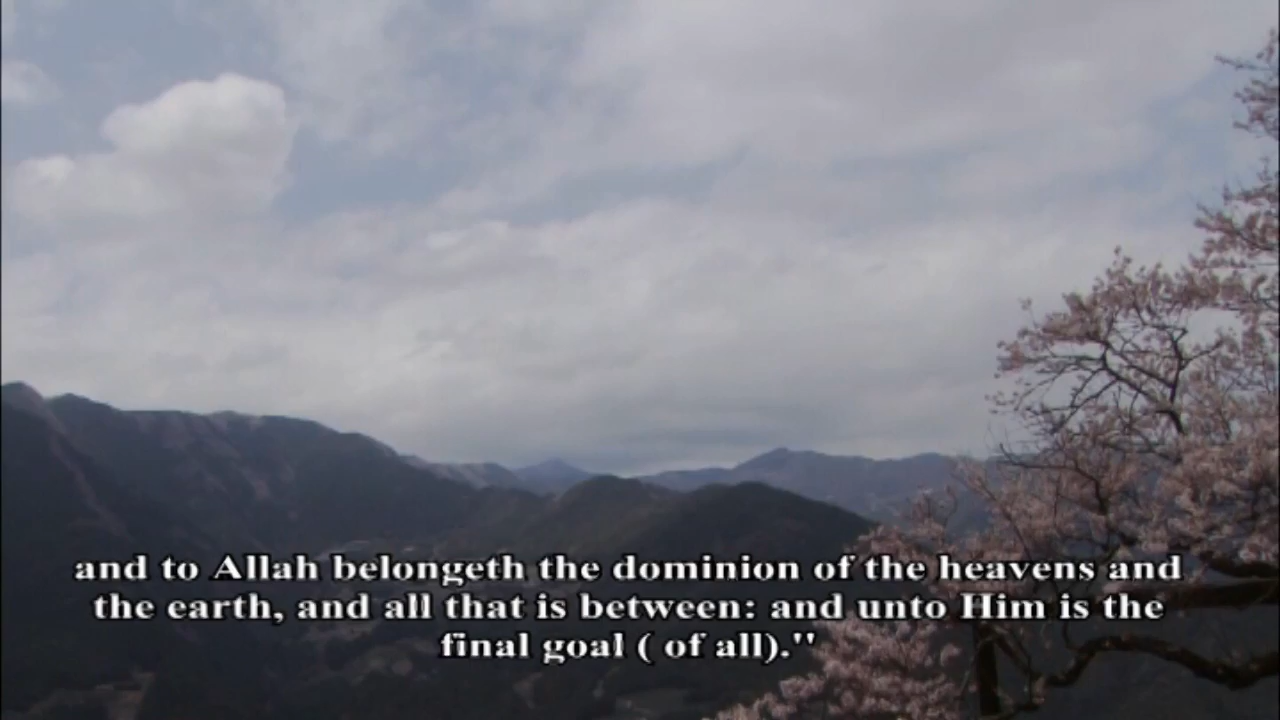 and to Allah belongeth the dominion of the heavens and
the earth, and all that is between: and unto Him is the
final goal ( of all)."